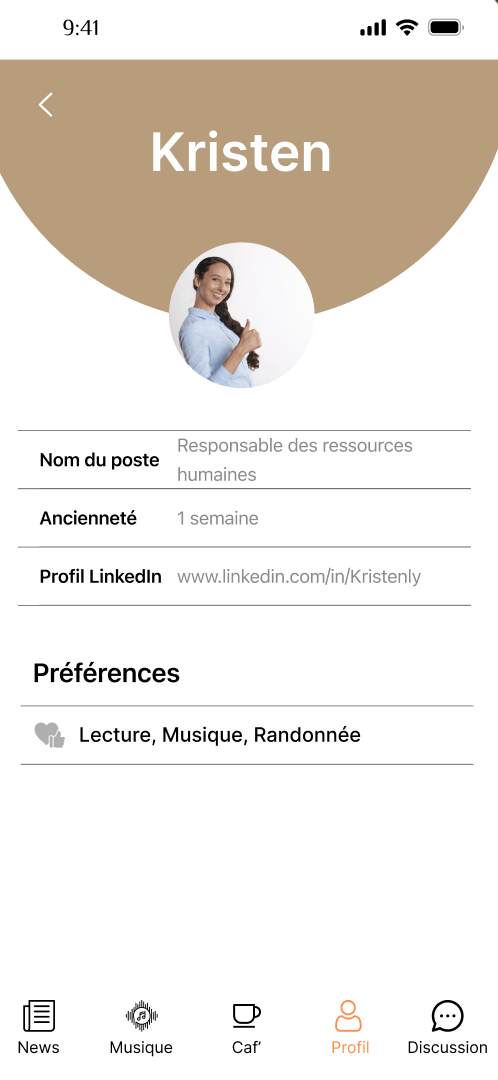 9:41
Kristen
Nom du poste
Responsable des ressources
humaines
Ancienneté
1 semaine
Profil LinkedIn
www.linkedin.com/in/Kristenly
Préférences
Lecture, Musique, Randonnée
News
Musique
Caf’
Profil
Discussion